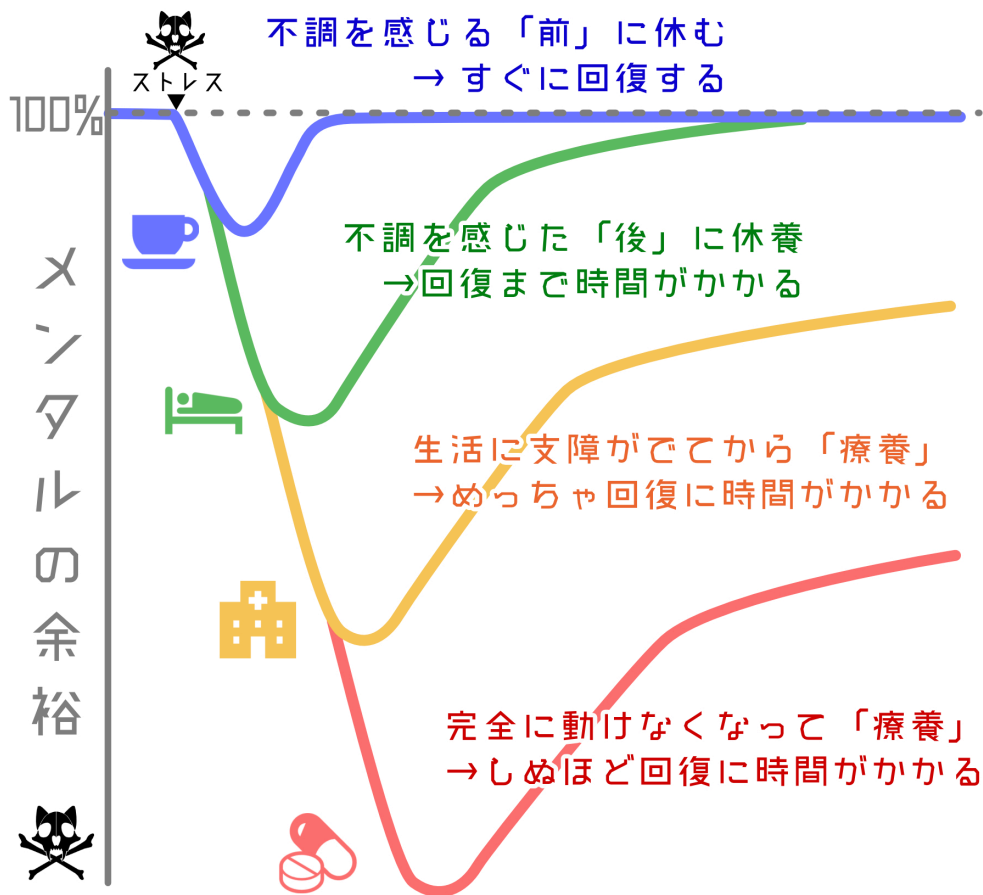 不調を感じる「前」に休む
→ すぐに回復する
ストレス
100%
不調を感じた「後」に休養
→回復まで時間がかかる
メンタルの余裕
生活に支障がでてから「療養」
→めっちゃ回復に時間がかかる
完全に動けなくなって「療養」
→しぬほど回復に時間がかかる